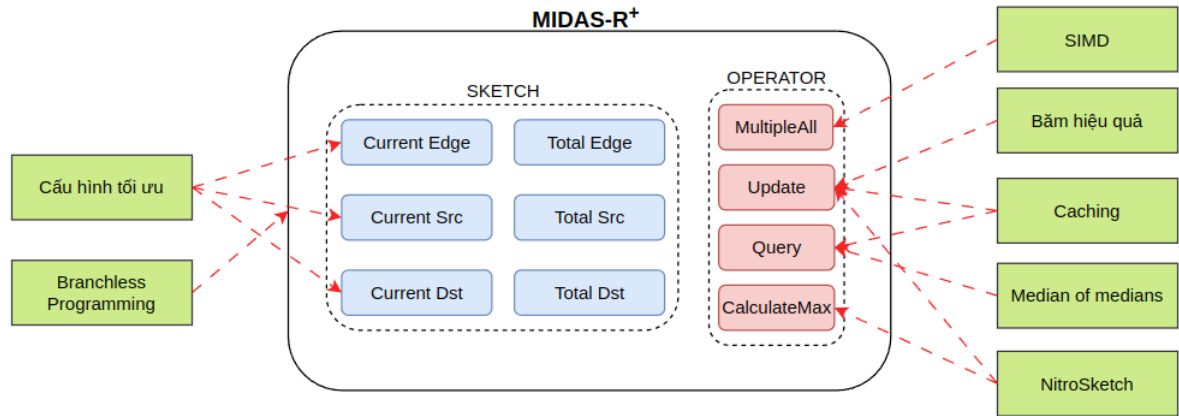 MIDAS-R+
Cấu hình tối ưu
Branchless
Programming
SKETCH
Current Edge
Total Edge
Current Src
Total Src
Current Dst
Total Dst
OPERATOR
MultipleAll
Update
Query
CalculateMax
SIMD
Băm hiệu quả
Caching
Median of medians
NitroSketch